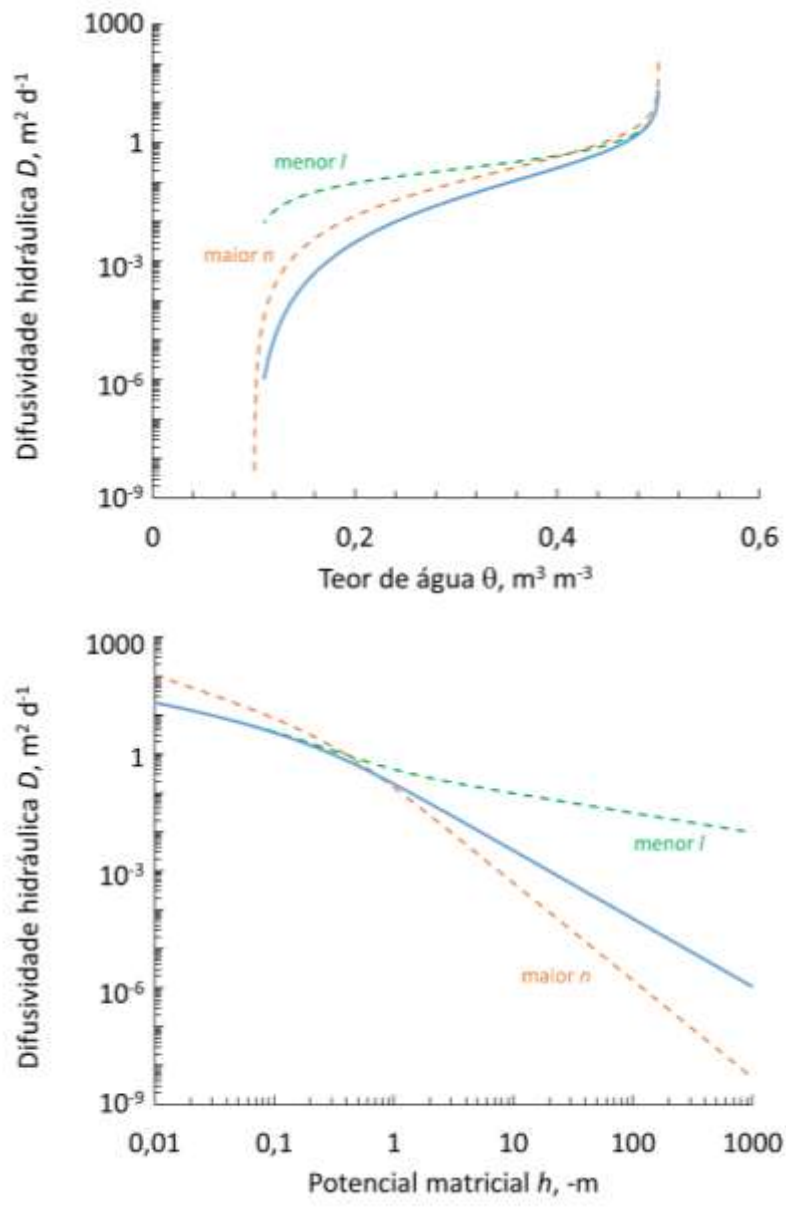 1000
1
10-3
10-6
10-9
Difusividade hidráulica D, m2 d-1
menor l
maior n
0
0,2
0,4
0,6
Teor de água θ, m3 m-3
1000
1
10-3
10-6
10-9
Difusividade hidráulica D, m2 d-1
menor l
maior n
0,01
0,1
1
10
100
1000
Potencial matricial h, -m